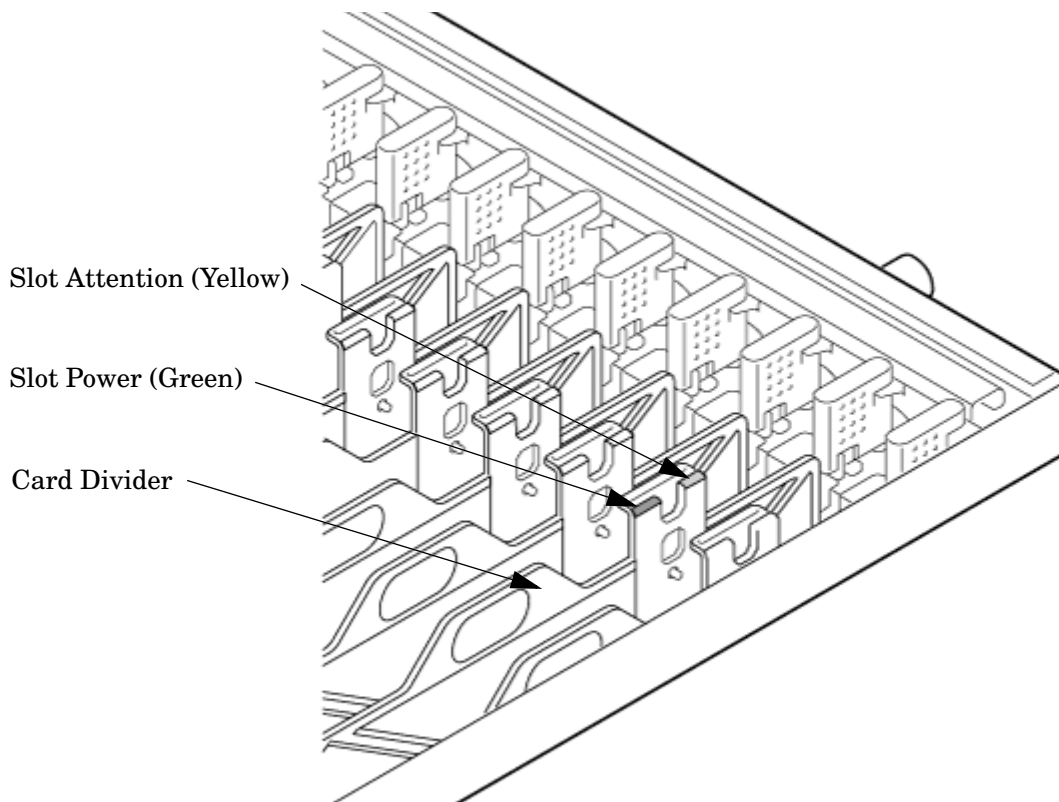 Slot Attention (Yellow)
Slot Power (Green)
Card Divider